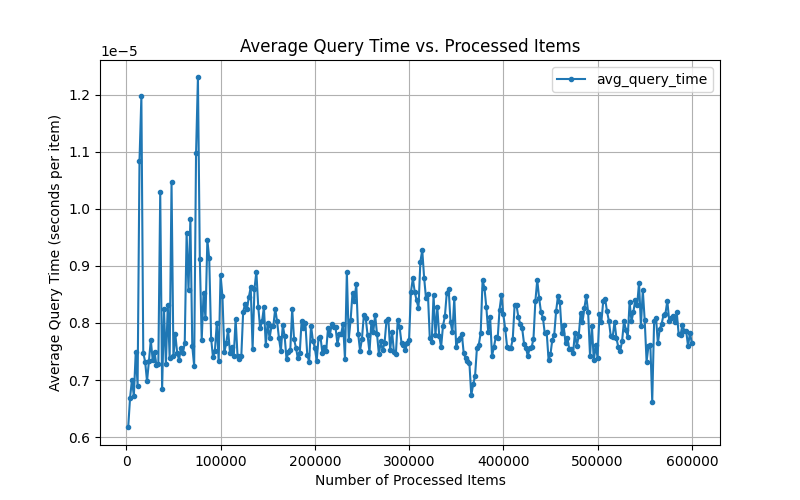 Average Query Time vs. Processed Items
1e−5
avg_query_time
1.2
1.1
1.0
0.9
0.8
0.7
0.6
Average Query Time (seconds per item)
0 100000 200000 300000 400000 500000 600000
Number of Processed Items